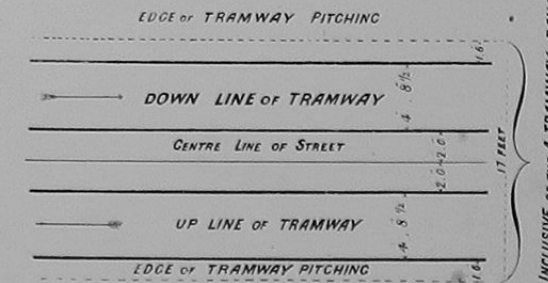 EDGE OF TRAMWAY PITCHING
1.6
4.8½
DOWN LINE OF TRAMWAY
CENTRE LINE OF STREET
2.0
2.0
17 FEET
4.8½
UP LINE OF TRAMWAY
EDGE OF TRAMWAY PITCHING
1.6
INCLUSIVE